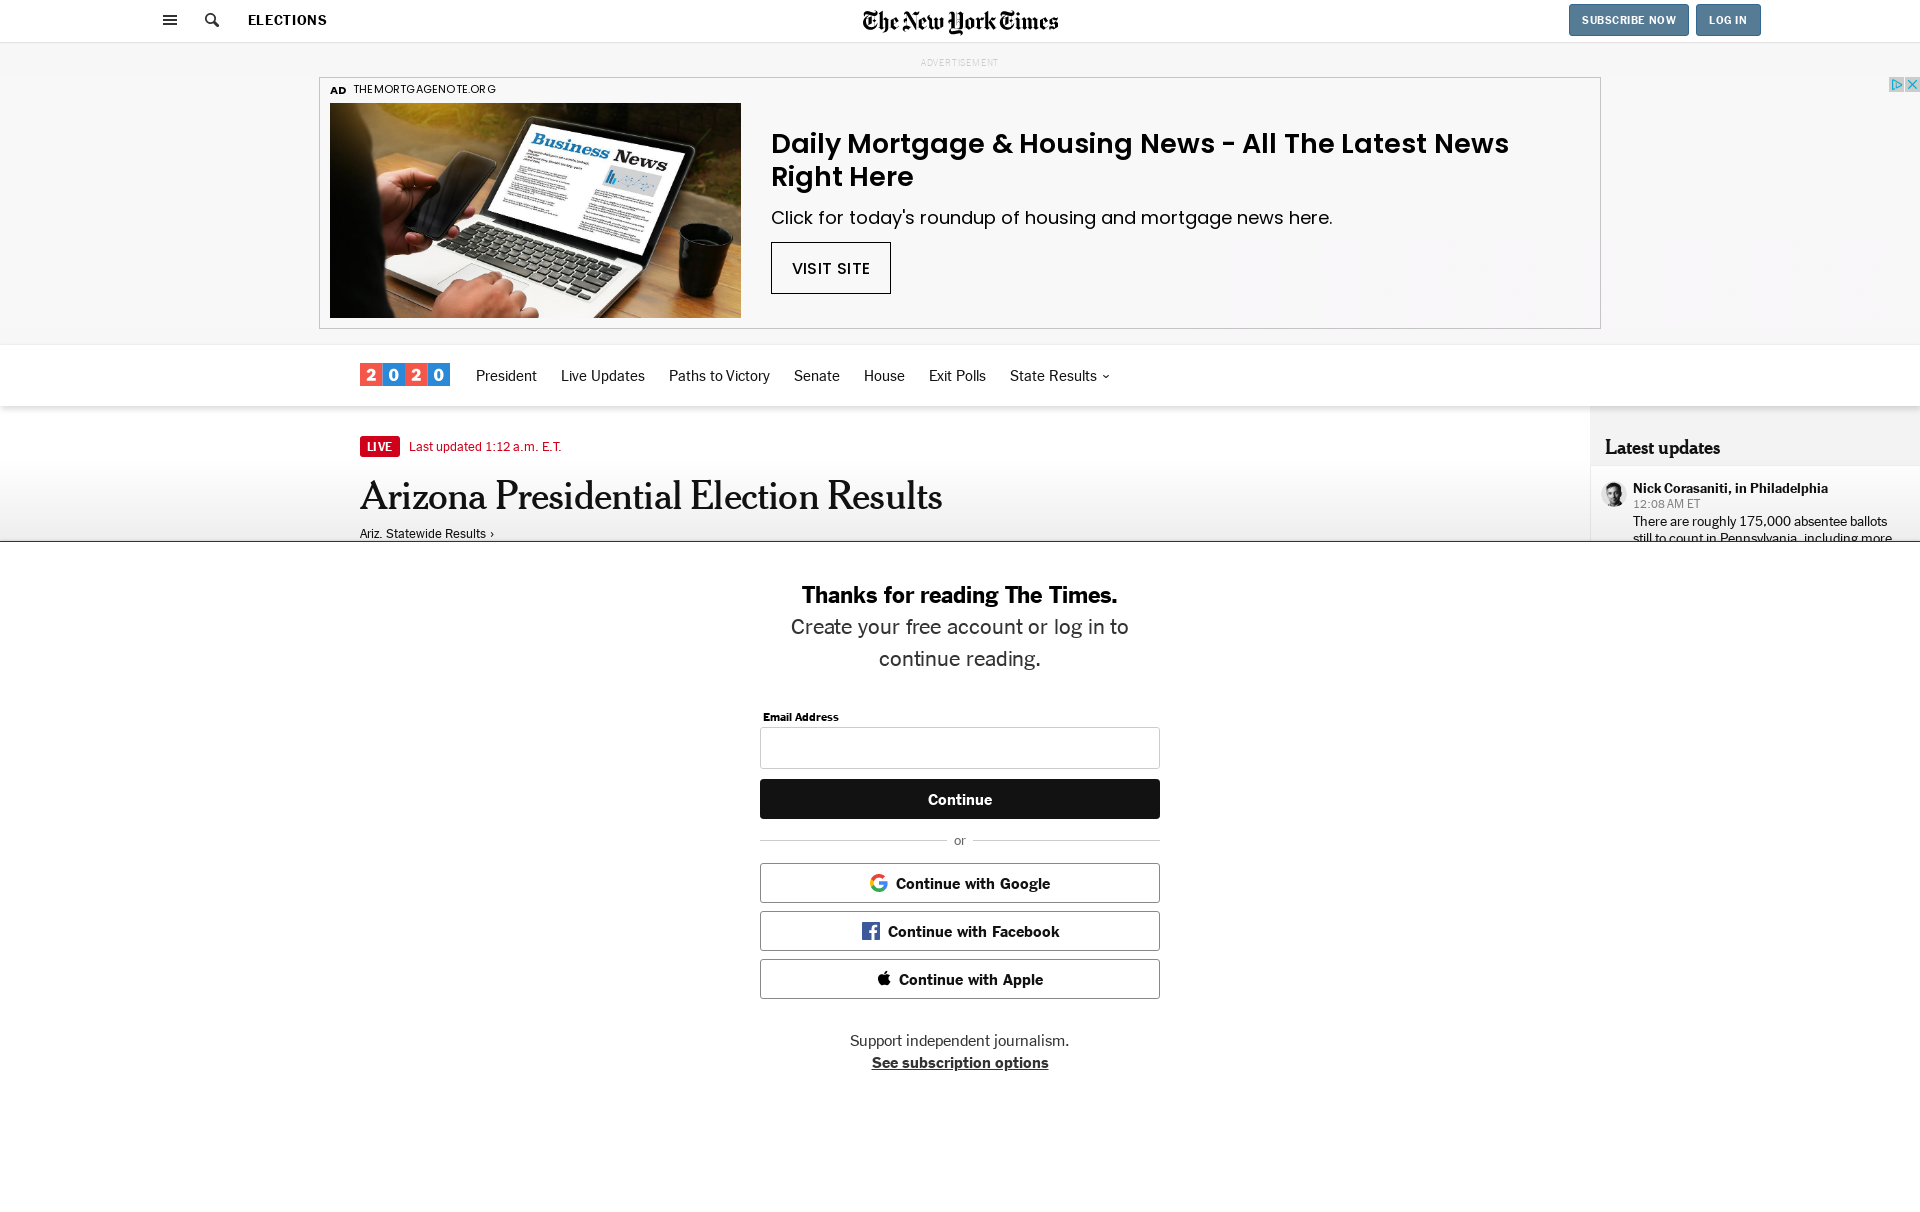 ELECTIONS
The New York Times
SUBSCRIBE NOW
LOG IN
ADVERTISEMENT
AD THEMORTGAGENOTE.ORG
Business News
Daily Mortgage & Housing News - All The Latest News
Right Here
Click for today's roundup of housing and mortgage news here.
VISIT SITE
2020
President
Live Updates
Paths to Victory
Senate
House
Exit Polls
State Results
LIVE Last updated 1:12 a.m. E.T.
Arizona Presidential Election Results
Ariz. Statewide Results ›
Latest updates
Nick Corasaniti, in Philadelphia
12:08 AM ET
There are roughly 175,000 absentee ballots
still to count in Pennsylvania, including more
Thanks for reading The Times.
Create your free account or log in to
continue reading.
Email Address
Continue
or
Continue with Google
Continue with Facebook
Continue with Apple
Support independent journalism.
See subscription options